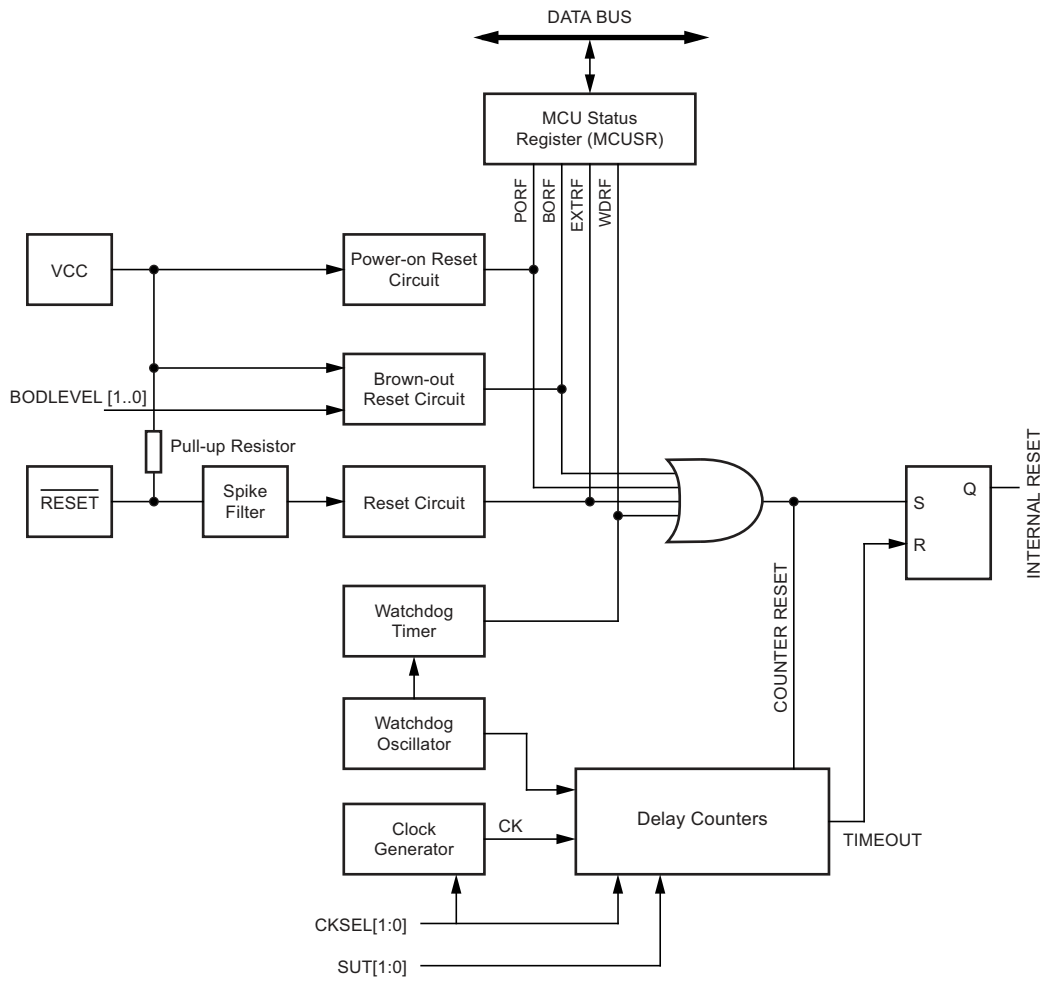 DATA BUS
MCU Status
Register (MCUSR)
PORF
BORF
EXTRF
WDRF
VCC
Power-on Reset
Circuit
BODLEVEL [1..0]
Brown-out
Reset Circuit
Pull-up Resistor
RESET
Spike
Filter
Reset Circuit
S
Q
R
INTERNAL RESET
Watchdog
Timer
COUNTER RESET
Watchdog
Oscillator
Clock
Generator
CK
Delay Counters
TIMEOUT
CKSEL[1:0]
SUT[1:0]